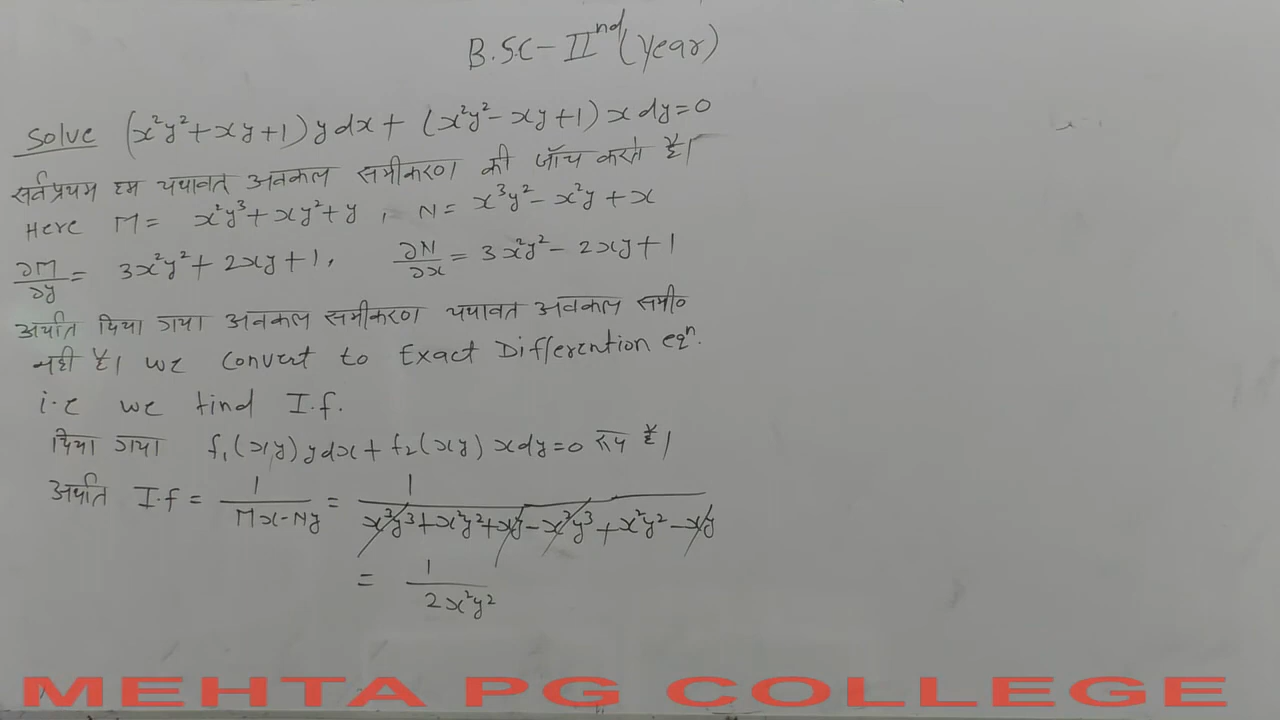 B.SC-IInd (Year)
Solve (x²y²+xy+1) y dx + (x²y²-xy+1) x dy=0
सर्वप्रथम हम यथावत् अवकल समीकरण की जाँच करते है।
Here M= x²y³+xy²+y, N= x³y²-x²y+x
∂M/∂y = 3x²y²+2xy+1, ∂N/∂x = 3x²y²-2xy+1
अर्थात दिया गया अवकल समीकरण यथावत अवकल समी०
नही है। we convert to Exact Differention eqⁿ.
i.e we find I.f.
दिया गया f₁(xy) y dx + f₂(xy) x dy=0 रूप है।
अर्थात I.f = 1/(Mx-Ny) = 1/(x³y³+x²y²+xy-x³y³+x²y²-xy)
= 1/(2x²y²)
MEHTA PG COLLEGE